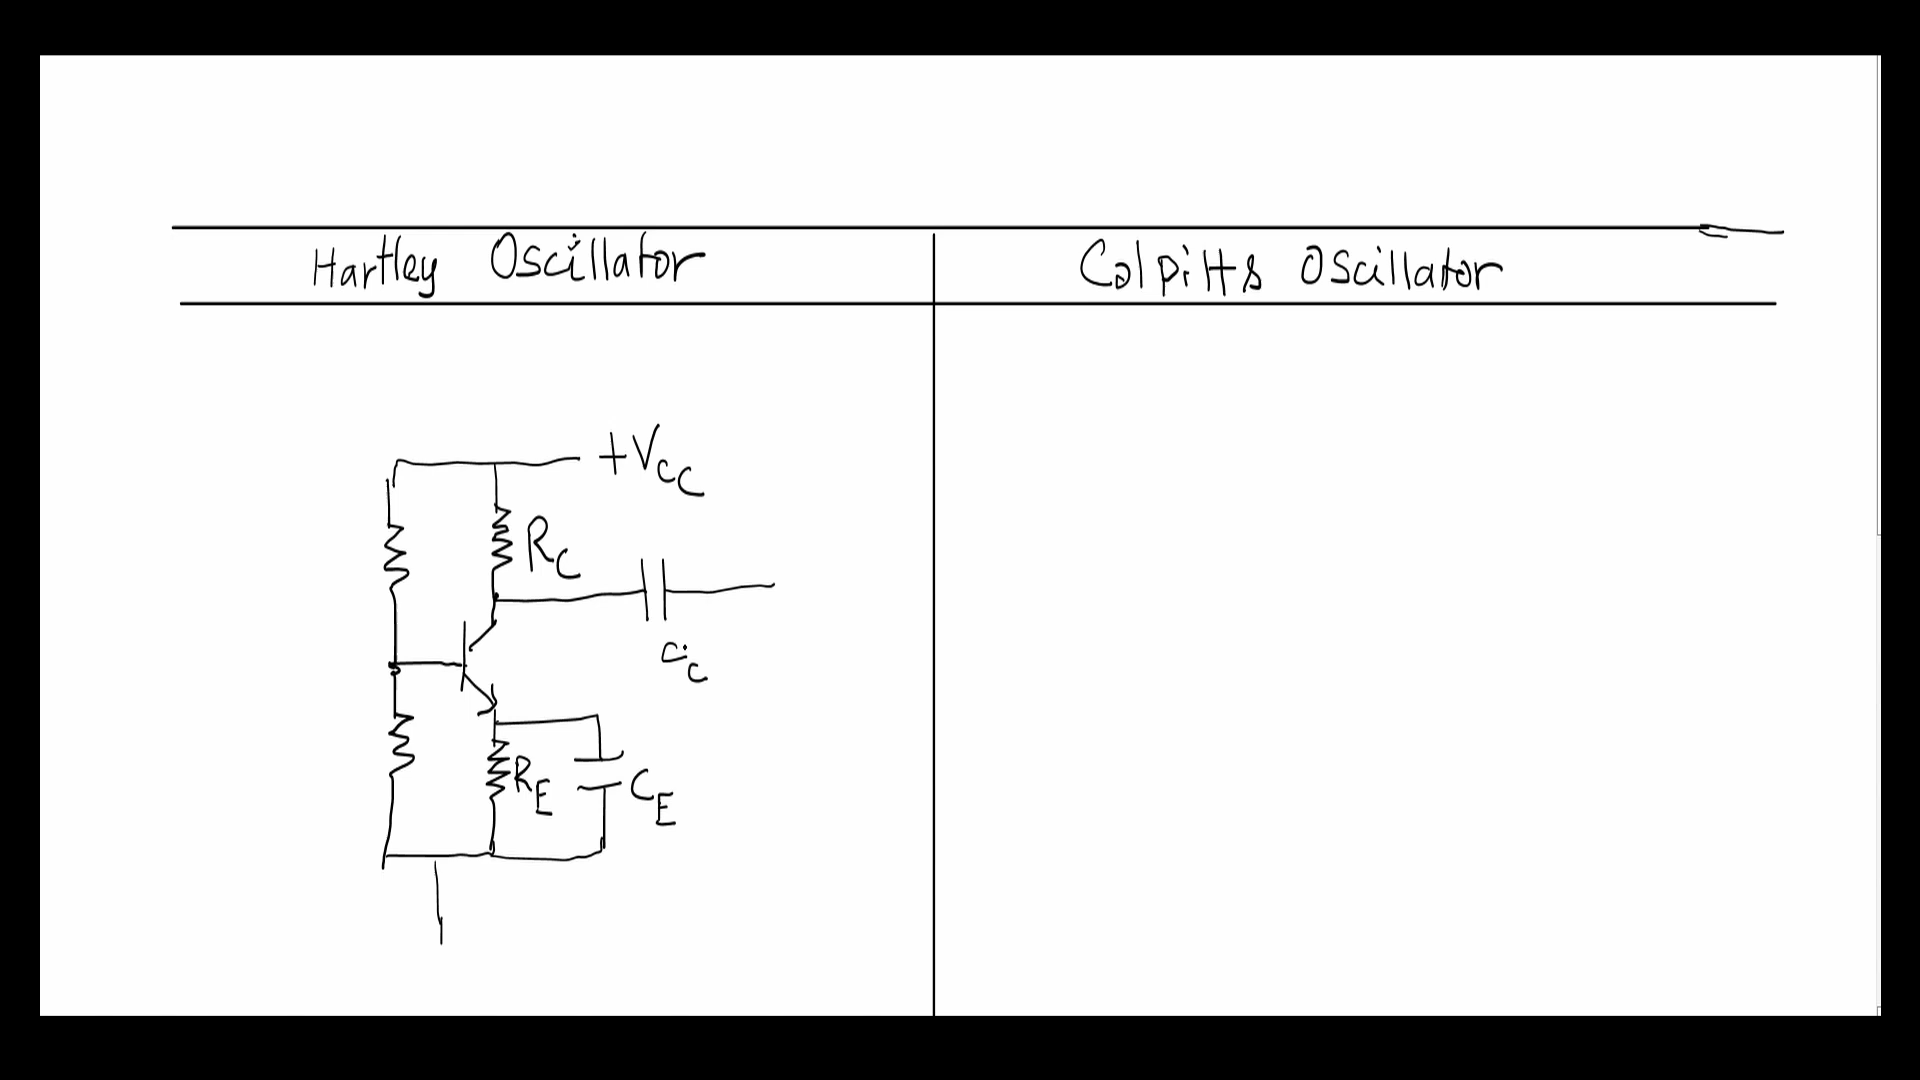 Hartley Oscillator
Colpitts Oscillator
+VCC
RC
CC
RE
CE